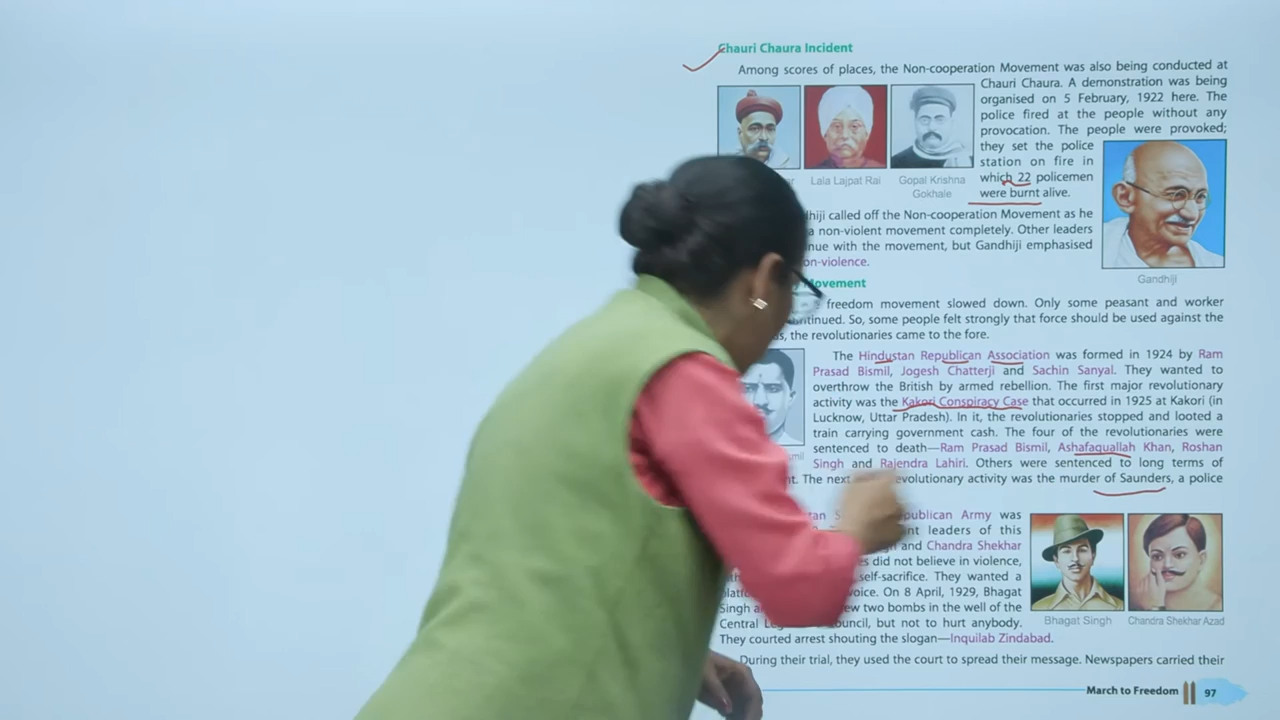 Chauri Chaura Incident
Among scores of places, the Non-cooperation Movement was also being conducted at
Chauri Chaura. A demonstration was being
organised on 5 February, 1922 here. The
police fired at the people without any
provocation. The people were provoked;
they set the police
station on fire in
which 22 policemen
were burnt alive.
Lala Lajpat Rai
Gopal Krishna
Gokhale
Gandhiji
called off the Non-cooperation Movement as he
a non-violent movement completely. Other leaders
with the movement, but Gandhiji emphasised
Movement
freedom movement slowed down. Only some peasant and worker
So, some people felt strongly that force should be used against the
the revolutionaries came to the fore.
The Hindustan Republican Association was formed in 1924 by Ram
Prasad Bismil, Jogesh Chatterji and Sachin Sanyal. They wanted to
overthrow the British by armed rebellion. The first major revolutionary
activity was the Kakori Conspiracy Case that occurred in 1925 at Kakori (in
Lucknow, Uttar Pradesh). In it, the revolutionaries stopped and looted a
train carrying government cash. The four of the revolutionaries were
sentenced to death—Ram Prasad Bismil, Ashafaquallah Khan, Roshan
Singh and Rajendra Lahiri. Others were sentenced to long terms of
The next revolutionary activity was the murder of Saunders, a police
Republican Army was
leaders of this
and Chandra Shekhar
did not believe in violence,
self-sacrifice. They wanted a
voice. On 8 April, 1929, Bhagat
Singh two bombs in the well of the
Central Council, but not to hurt anybody.
They courted arrest shouting the slogan—Inquilab Zindabad.
Bhagat Singh
Chandra Shekhar Azad
During their trial, they used the court to spread their message. Newspapers carried their
March to Freedom 97